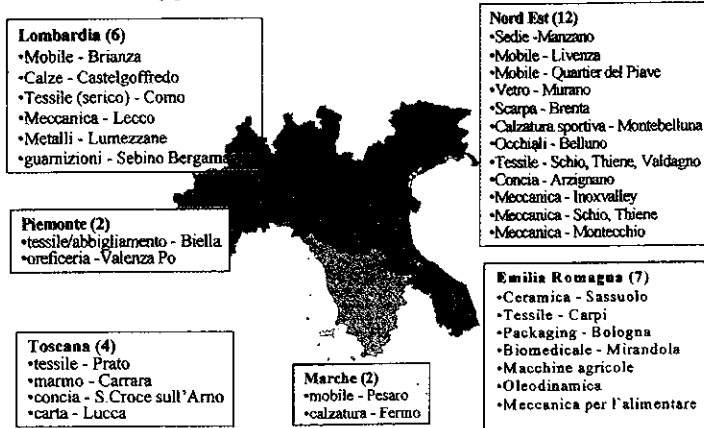 Lombardia (6)
•Mobile - Brianza
•Calze - Castelgoffredo
•Tessile (serico) - Como
•Meccanica - Lecco
•Metalli - Lumezzane
•guarnizioni - Sebino Bergama
Piemonte (2)
•tessile/abbigliamento - Biella
•oreficeria - Valenza Po
Toscana (4)
•tessile - Prato
•marmo - Carrara
•concia - S.Croce sull'Arno
•carta - Lucca
Marche (2)
•mobile - Pesaro
•calzatura - Fermo
Nord Est (12)
•Sedie -Manzano
•Mobile - Livenza
•Mobile - Quartier del Piave
•Vetro - Murano
•Scarpa - Brenta
•Calzatura sportiva - Montebelluna
•Occhiali - Belluno
•Tessile - Schio, Thiene, Valdagno
•Concia - Arzignano
•Meccanica - Inoxvalley
•Meccanica - Schio, Thiene
•Meccanica - Montecchio
Emilia Romagna (7)
•Ceramica - Sassuolo
•Tessile - Carpi
•Packaging - Bologna
•Biomedicale - Mirandola
•Macchine agricole
•Oleodinamica
•Meccanica per l'alimentare